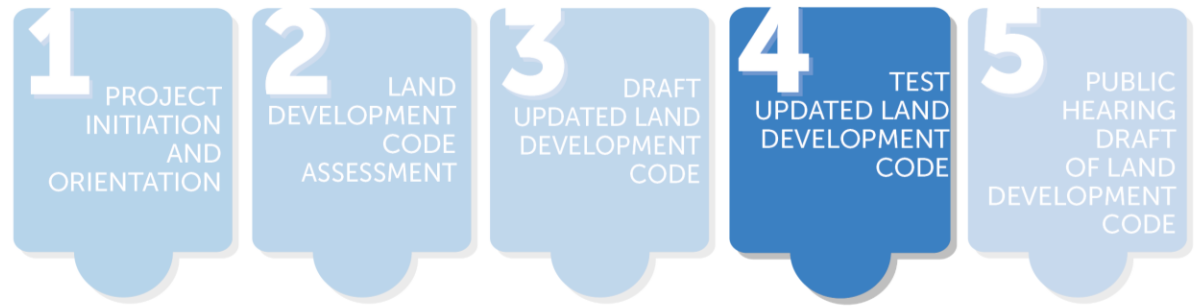 1
PROJECT
INITIATION
AND
ORIENTATION
2
LAND
DEVELOPMENT
CODE
ASSESSMENT
3
DRAFT
UPDATED LAND
DEVELOPMENT
CODE
4
TEST
UPDATED LAND
DEVELOPMENT
CODE
5
PUBLIC
HEARING
DRAFT
OF LAND
DEVELOPMENT
CODE